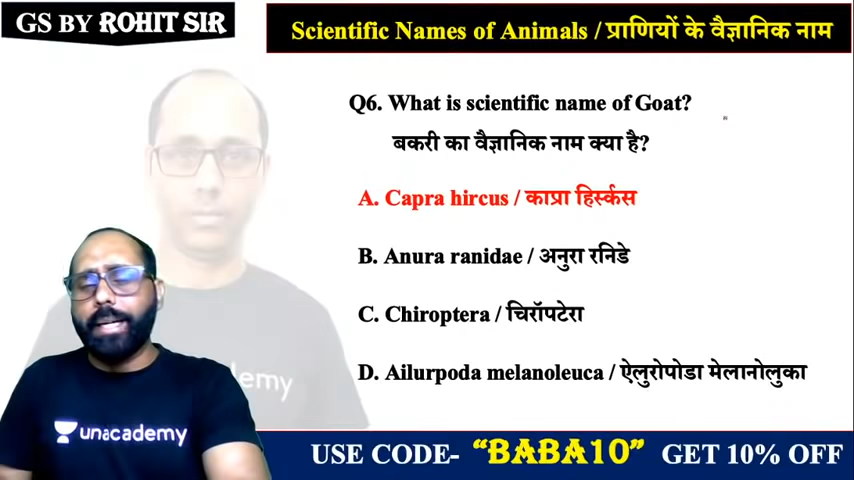 GS BY ROHIT SIR
Scientific Names of Animals / प्राणियों के वैज्ञानिक नाम
Q6. What is scientific name of Goat?
बकरी का वैज्ञानिक नाम क्या है?
A. Capra hircus / काप्रा हिर्स्कस
B. Anura ranidae / अनुरा रनिडे
C. Chiroptera / चिरॉपटेरा
D. Ailurpoda melanoleuca / ऐलुरोपोडा मेलानोलुका
emy
unacademy
USE CODE- “BABA10” GET 10% OFF